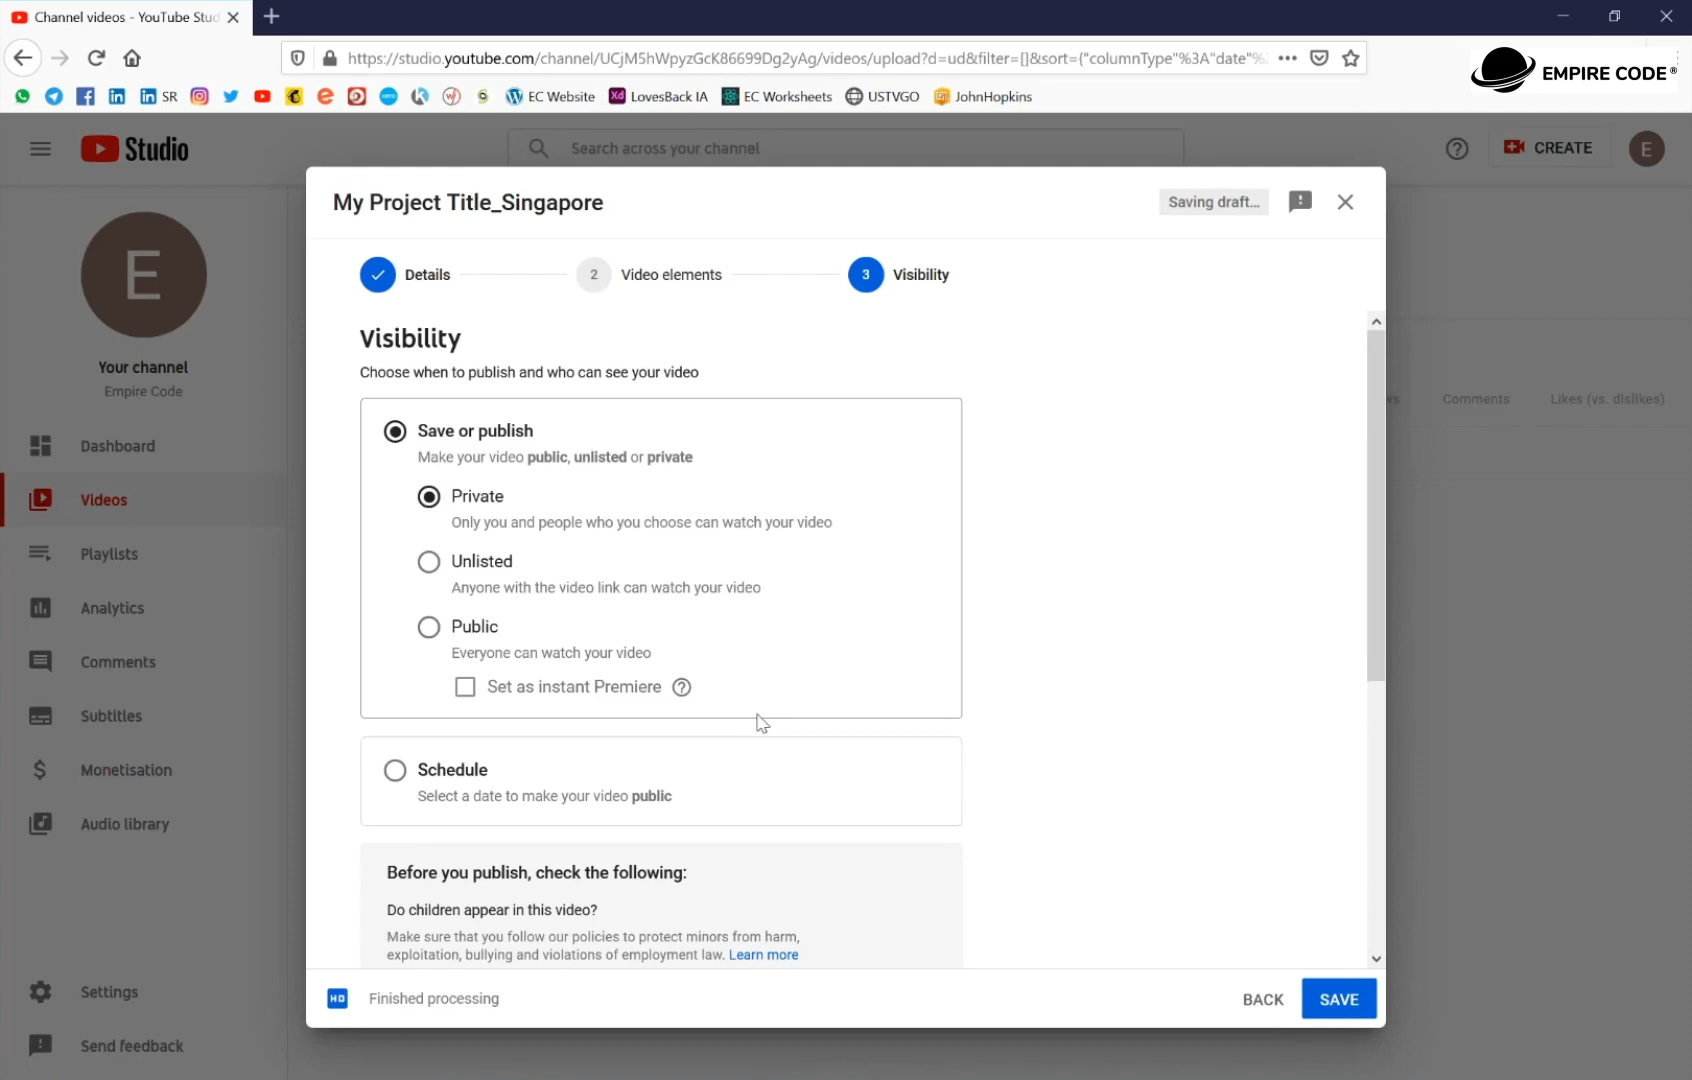 Channel videos - YouTube Stud
https://studio.youtube.com/channel/UCjM5hWpyzGcK86699Dg2yAg/videos/upload?d=ud&filter=[]&sort={"columnType"%3A"date"%2
EMPIRE CODE®
SR
EC Website
LovesBack IA
EC Worksheets
USTVGO
JohnHopkins
Studio
Search across your channel
CREATE
E
E
Your channel
Empire Code
Dashboard
Videos
Playlists
Analytics
Comments
Subtitles
Monetisation
Audio library
Settings
Send feedback
Comments
Likes (vs. dislikes)
My Project Title_Singapore
Saving draft...
Details
2 Video elements
3 Visibility
Visibility
Choose when to publish and who can see your video
Save or publish
Make your video public, unlisted or private
Private
Only you and people who you choose can watch your video
Unlisted
Anyone with the video link can watch your video
Public
Everyone can watch your video
Set as instant Premiere
Schedule
Select a date to make your video public
Before you publish, check the following:
Do children appear in this video?
Make sure that you follow our policies to protect minors from harm,
exploitation, bullying and violations of employment law. Learn more
HD
Finished processing
BACK
SAVE